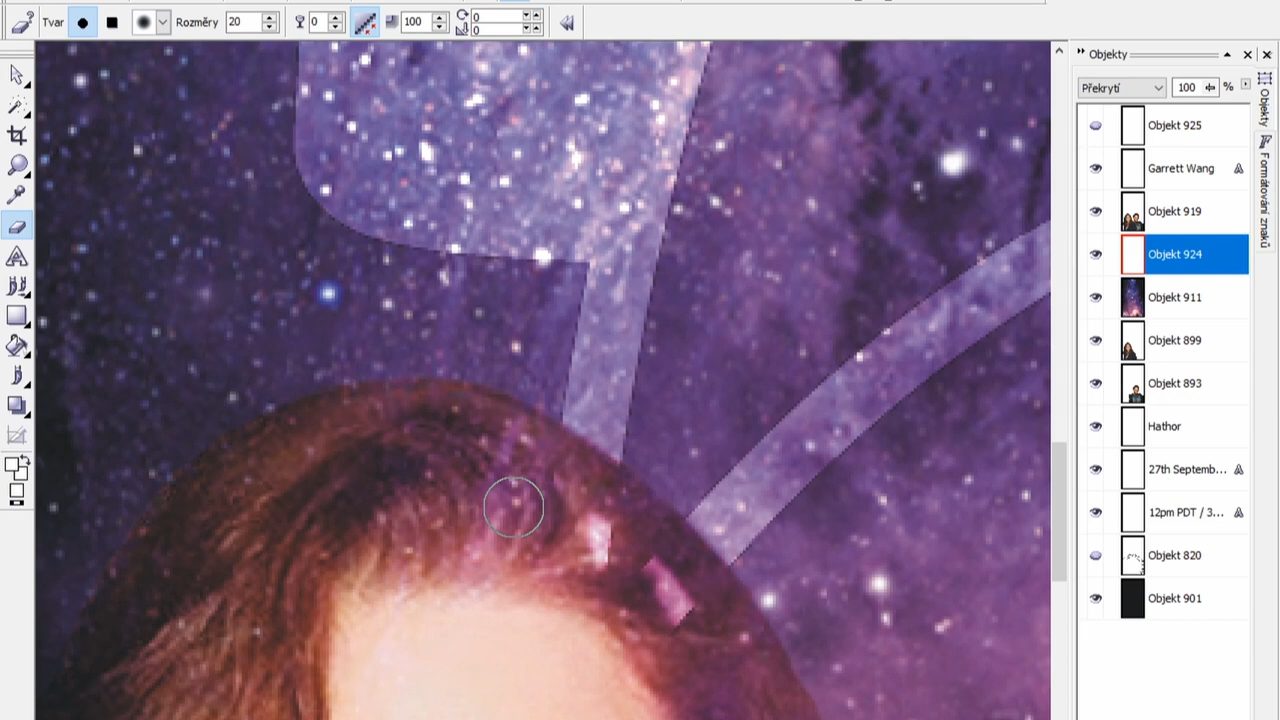 Tvar
Rozměry
20
0
100
0
0
Objekty
Překrytí
100
%
Objekt 925
Garrett Wang
Objekt 919
Objekt 924
Objekt 911
Objekt 899
Objekt 893
Hathor
27th Septemb...
12pm PDT / 3...
Objekt 820
Objekt 901
Objekty
Formátování znaků